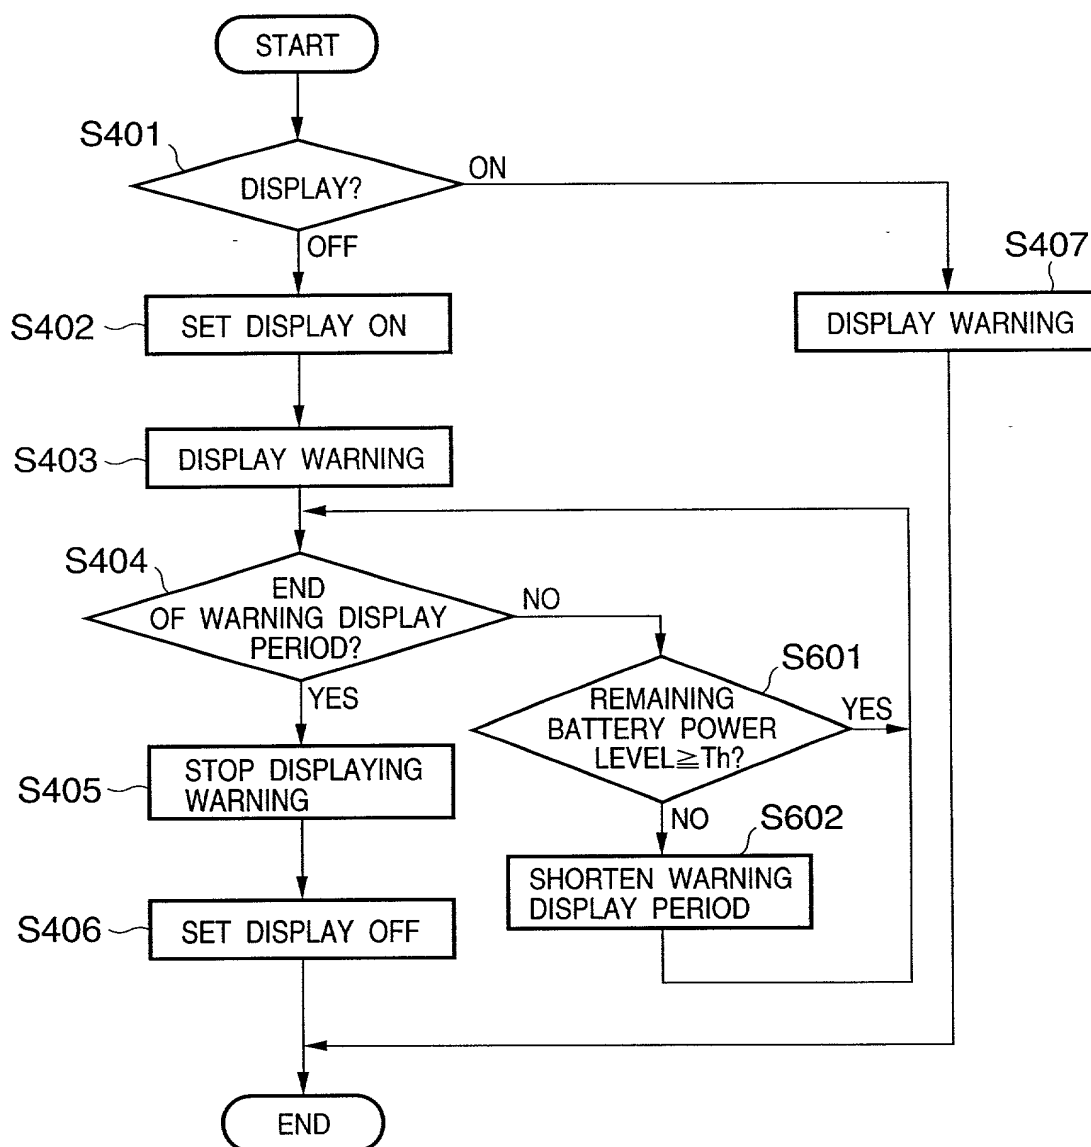 START
S401
DISPLAY?
ON
OFF
S407
S402
SET DISPLAY ON
DISPLAY WARNING
S403
DISPLAY WARNING
S404
END
OF WARNING DISPLAY
PERIOD?
NO
YES
S601
REMAINING
BATTERY POWER
LEVEL≧Th?
YES
NO
S405
STOP DISPLAYING
WARNING
S602
SHORTEN WARNING
DISPLAY PERIOD
S406
SET DISPLAY OFF
END